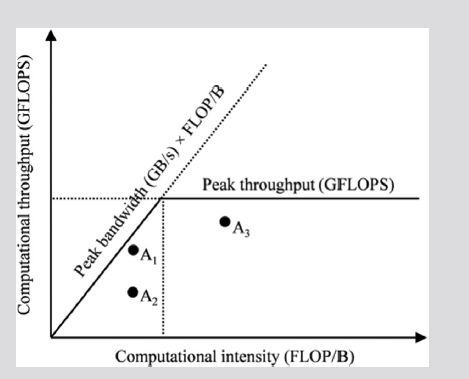 Computational throughput (GFLOPS)
Peak bandwidth (GB/s) × FLOP/B
Peak throughput (GFLOPS)
A3
A1
A2
Computational intensity (FLOP/B)